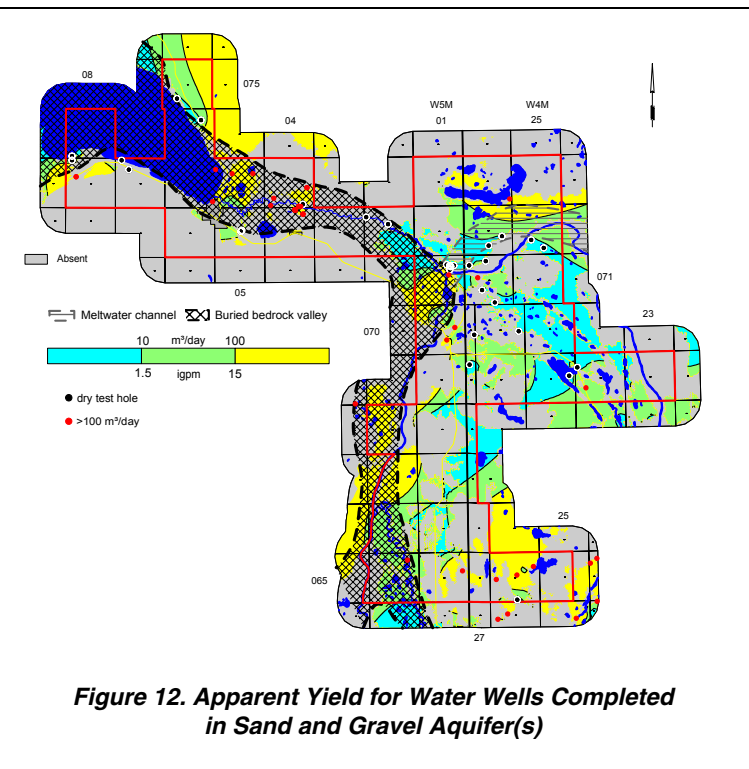 08
075
04
W5M
W4M
01
25
Absent
071
05
Meltwater channel
Buried bedrock valley
23
070
10
m³/day
100
1.5
igpm
15
dry test hole
>100 m³/day
25
065
27
Figure 12. Apparent Yield for Water Wells Completed
in Sand and Gravel Aquifer(s)